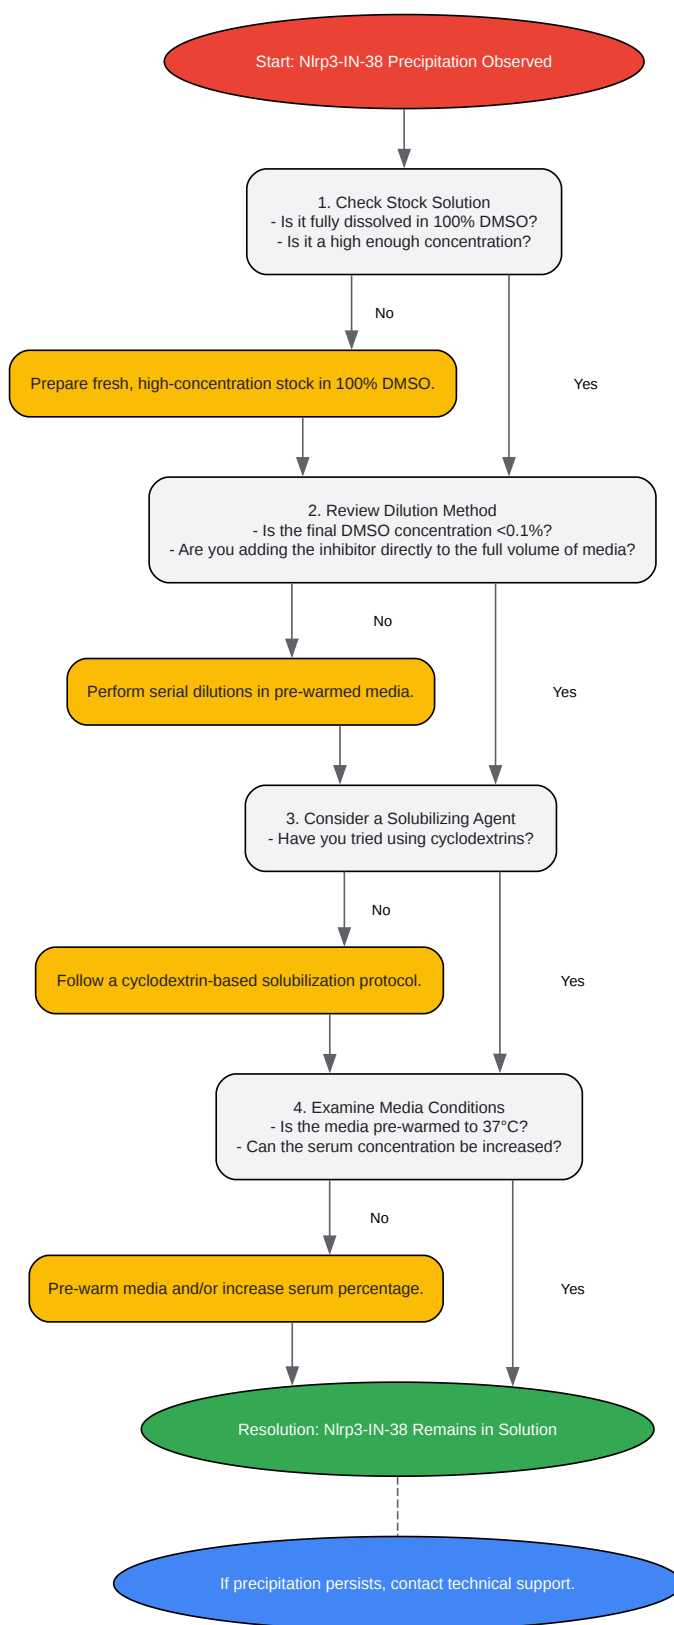 Start: Nlrp3-IN-38 Precipitation Observed
1. Check Stock Solution
- Is it fully dissolved in 100% DMSO?
- Is it a high enough concentration?
No
Yes
Prepare fresh, high-concentration stock in 100% DMSO.
2. Review Dilution Method
- Is the final DMSO concentration <0.1%?
- Are you adding the inhibitor directly to the full volume of media?
No
Yes
Perform serial dilutions in pre-warmed media.
3. Consider a Solubilizing Agent
- Have you tried using cyclodextrins?
No
Yes
Follow a cyclodextrin-based solubilization protocol.
4. Examine Media Conditions
- Is the media pre-warmed to 37°C?
- Can the serum concentration be increased?
No
Yes
Pre-warm media and/or increase serum percentage.
Resolution: Nlrp3-IN-38 Remains in Solution
If precipitation persists, contact technical support.